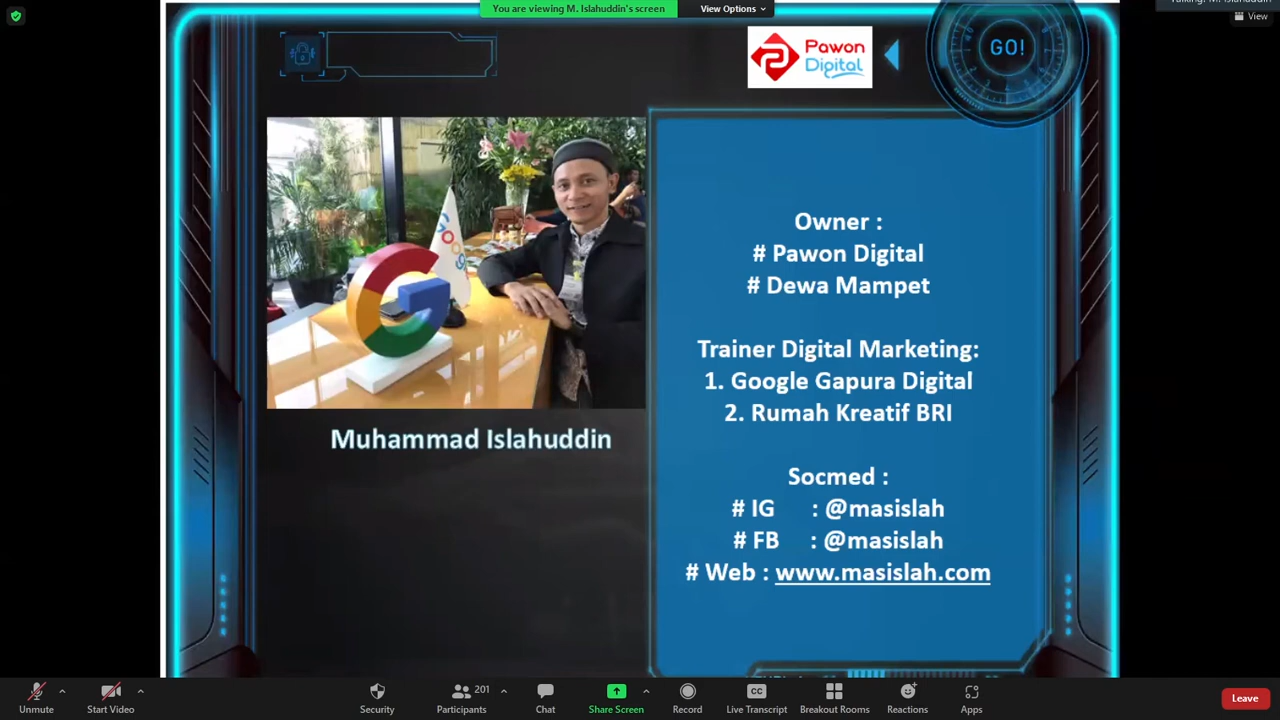 You are viewing M. Islahuddin's screen
View Options
View
GO!
Pawon
Digital
Google
Owner :
# Pawon Digital
# Dewa Mampet
Trainer Digital Marketing:
1. Google Gapura Digital
2. Rumah Kreatif BRI
Muhammad Islahuddin
Socmed :
# IG : @masislah
# FB : @masislah
# Web : www.masislah.com
Unmute
Start Video
Security
Participants
201
Chat
Share Screen
Record
CC
Live Transcript
Breakout Rooms
Reactions
Apps
Leave